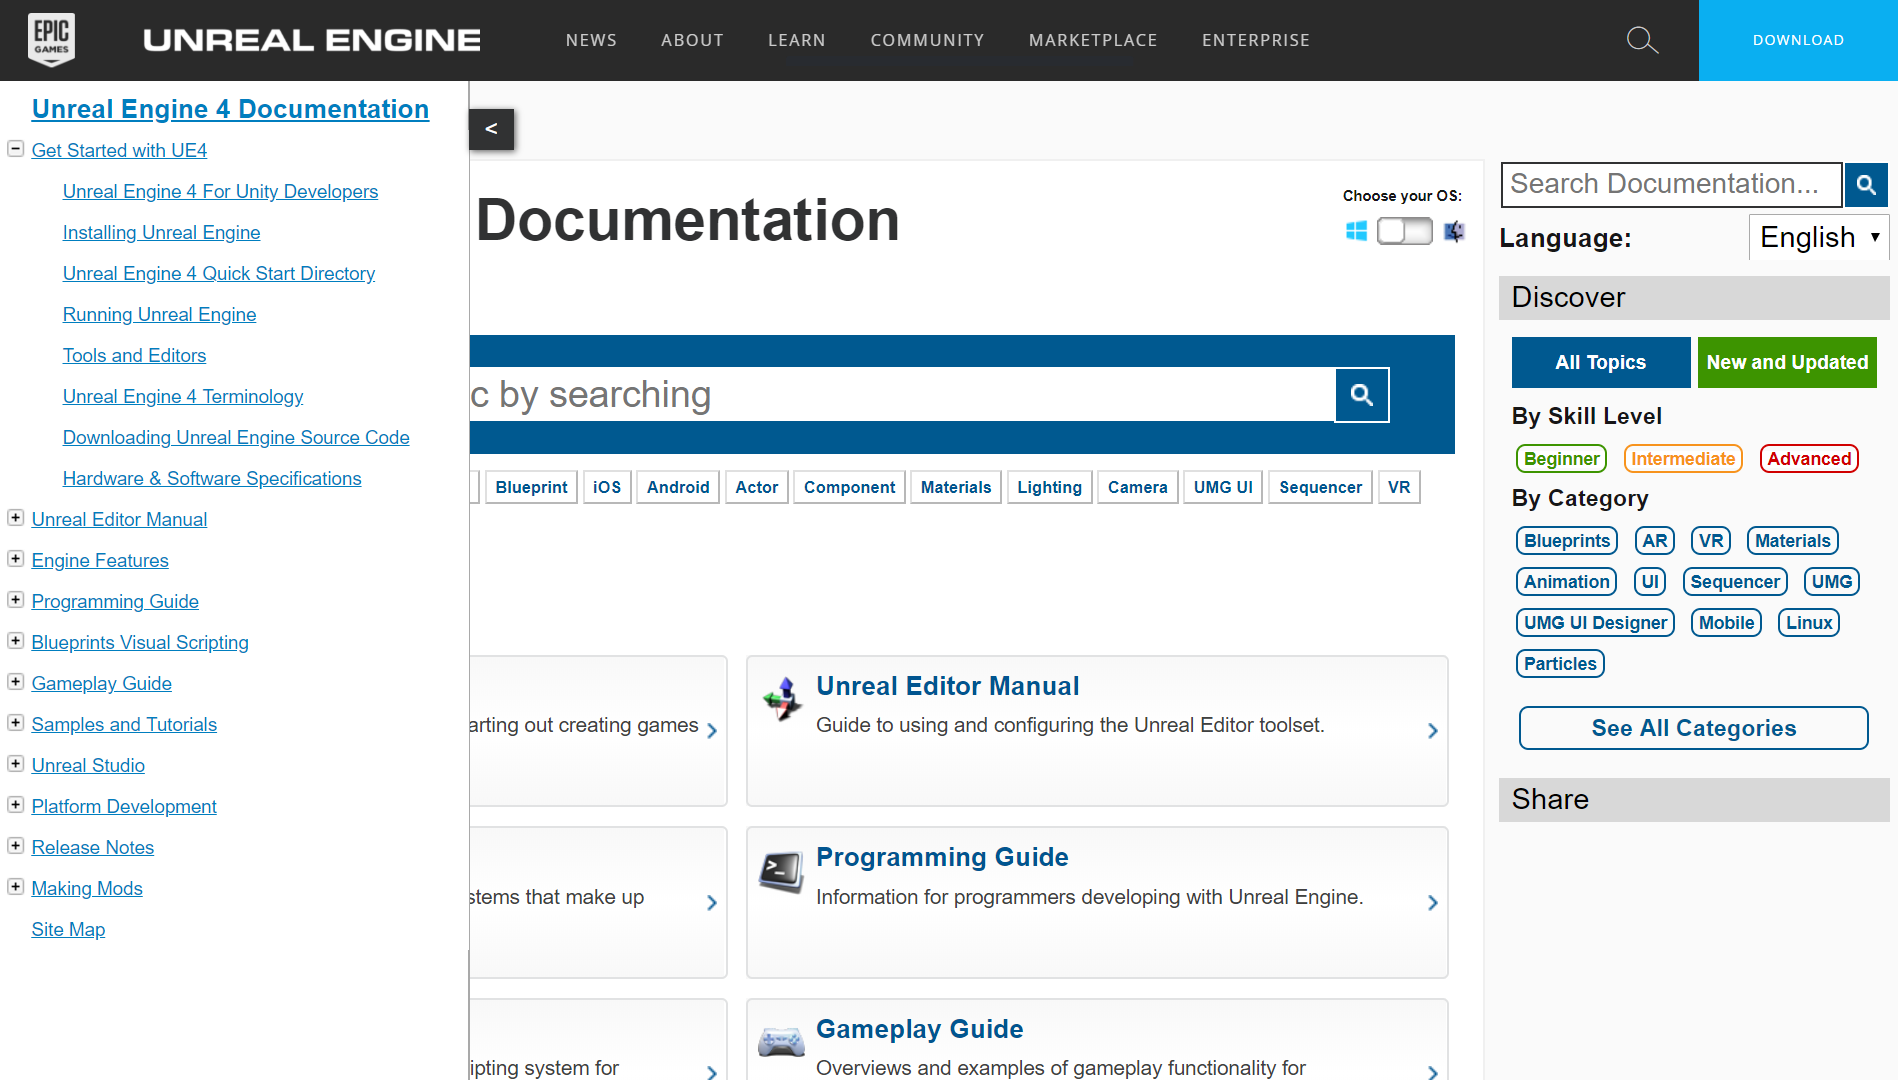 EPIC
GAMES
UNREAL ENGINE
NEWS
ABOUT
LEARN
COMMUNITY
MARKETPLACE
ENTERPRISE
DOWNLOAD
Unreal Engine 4 Documentation
Get Started with UE4
Unreal Engine 4 For Unity Developers
Installing Unreal Engine
Unreal Engine 4 Quick Start Directory
Running Unreal Engine
Tools and Editors
Unreal Engine 4 Terminology
Downloading Unreal Engine Source Code
Hardware & Software Specifications
Unreal Editor Manual
Engine Features
Programming Guide
Blueprints Visual Scripting
Gameplay Guide
Samples and Tutorials
Unreal Studio
Platform Development
Release Notes
Making Mods
Site Map
<
Documentation
Choose your OS:
c by searching
Blueprint
iOS
Android
Actor
Component
Materials
Lighting
Camera
UMG UI
Sequencer
VR
arting out creating games
Unreal Editor Manual
Guide to using and configuring the Unreal Editor toolset.
stems that make up
Programming Guide
Information for programmers developing with Unreal Engine.
ipting system for
Gameplay Guide
Overviews and examples of gameplay functionality for
Search Documentation...
Language:
English
Discover
All Topics
New and Updated
By Skill Level
Beginner
Intermediate
Advanced
By Category
Blueprints
AR
VR
Materials
Animation
UI
Sequencer
UMG
UMG UI Designer
Mobile
Linux
Particles
See All Categories
Share